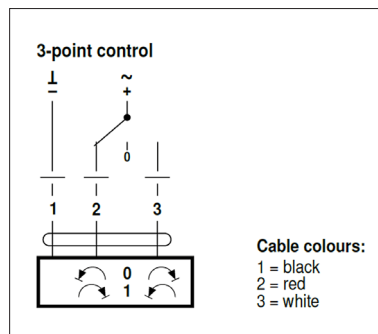 3-point control
⊥ ~
– +
0
1 2 3
0
1
Cable colours:
1 = black
2 = red
3 = white